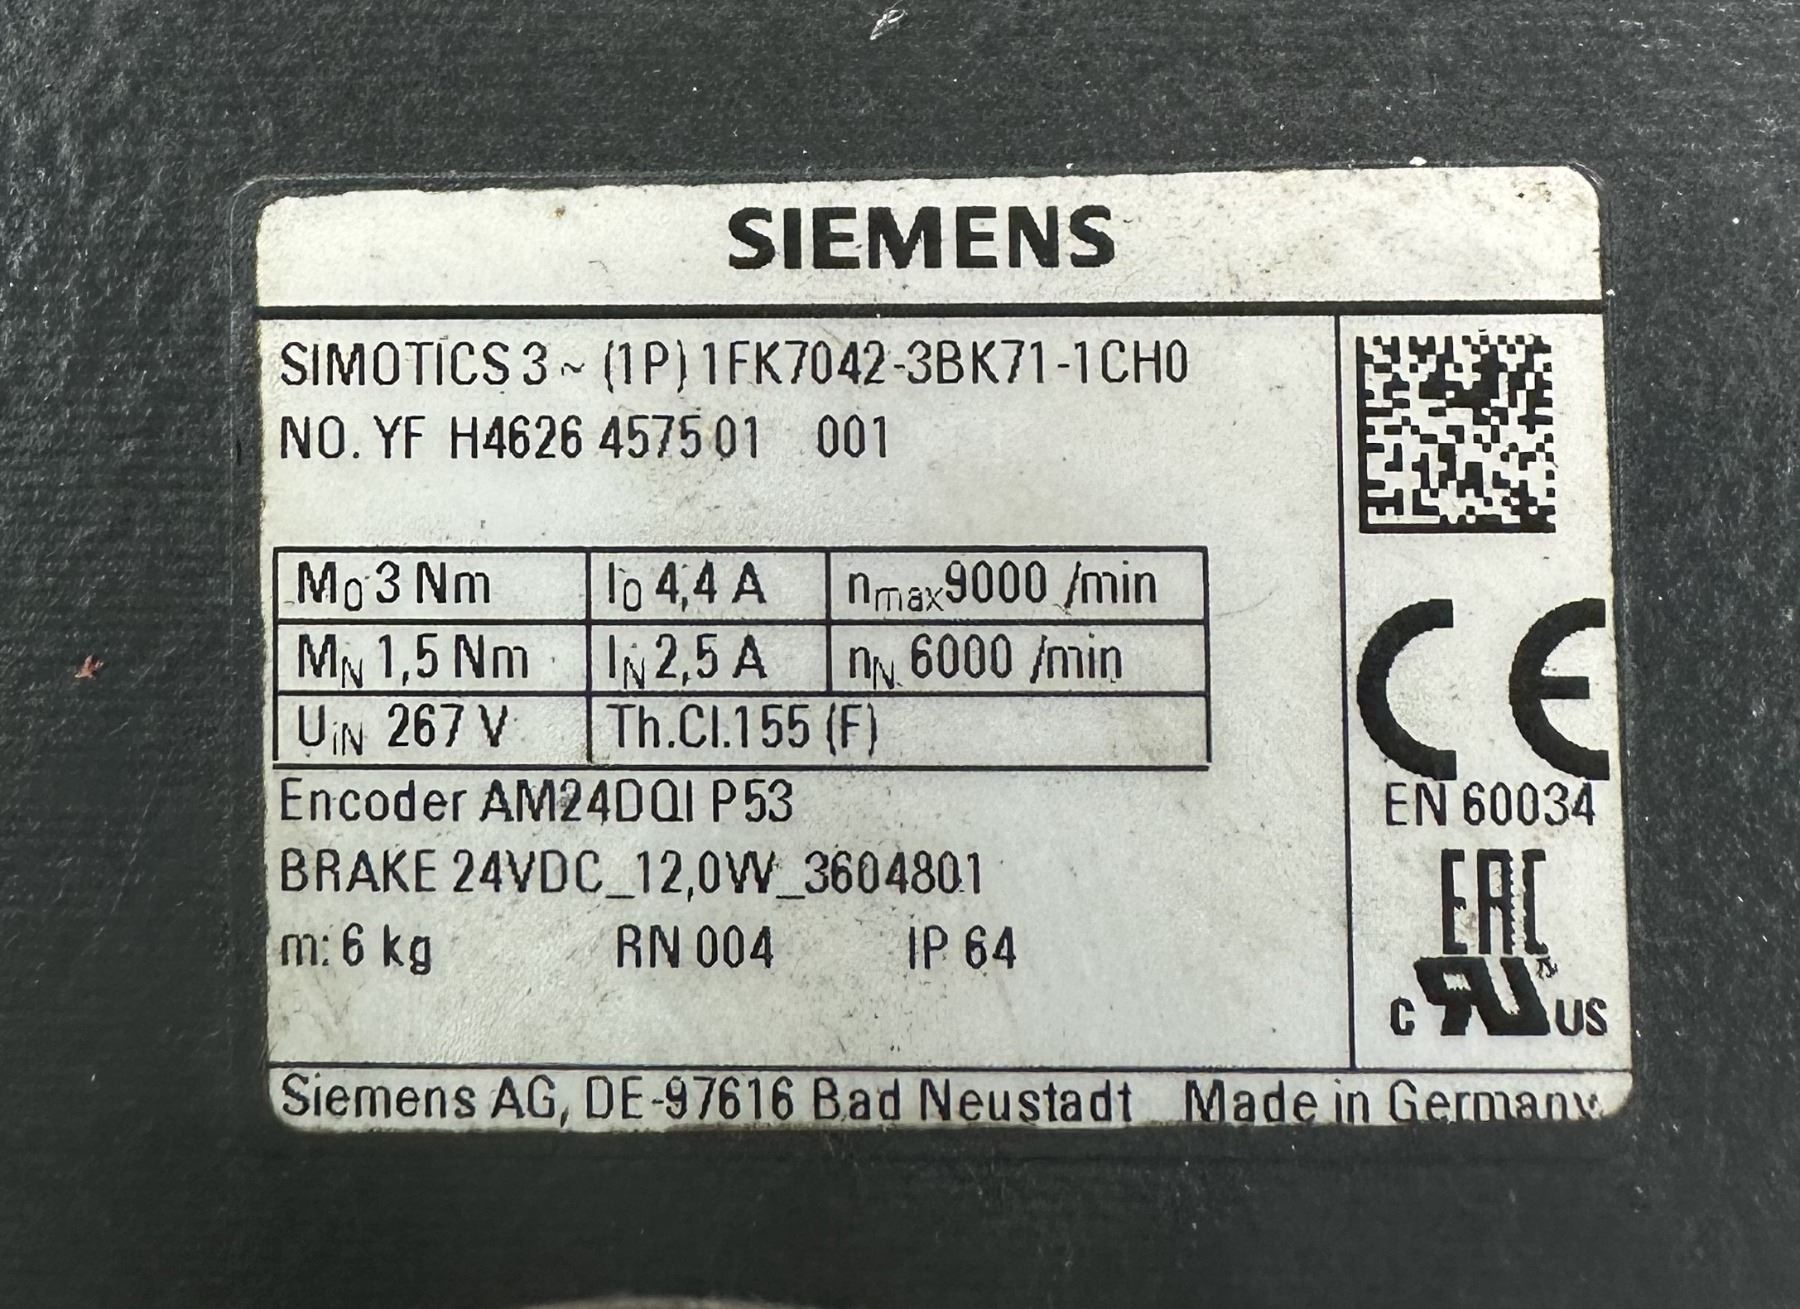 SIEMENS
SIMOTICS 3 ~ (1P) 1FK7042-3BK71-1CH0
NO. YF H4626 4575 01 001
M0 3 Nm I0 4,4 A nmax 9000 /min
MN 1,5 Nm IN 2,5 A nN 6000 /min
UiN 267 V Th.Cl.155 (F)
Encoder AM24DQI P53
BRAKE 24VDC_12,0W_3604801
m: 6 kg RN 004 IP 64
CE
EN 60034
EAC
c RU US
Siemens AG, DE-97616 Bad Neustadt Made in Germany